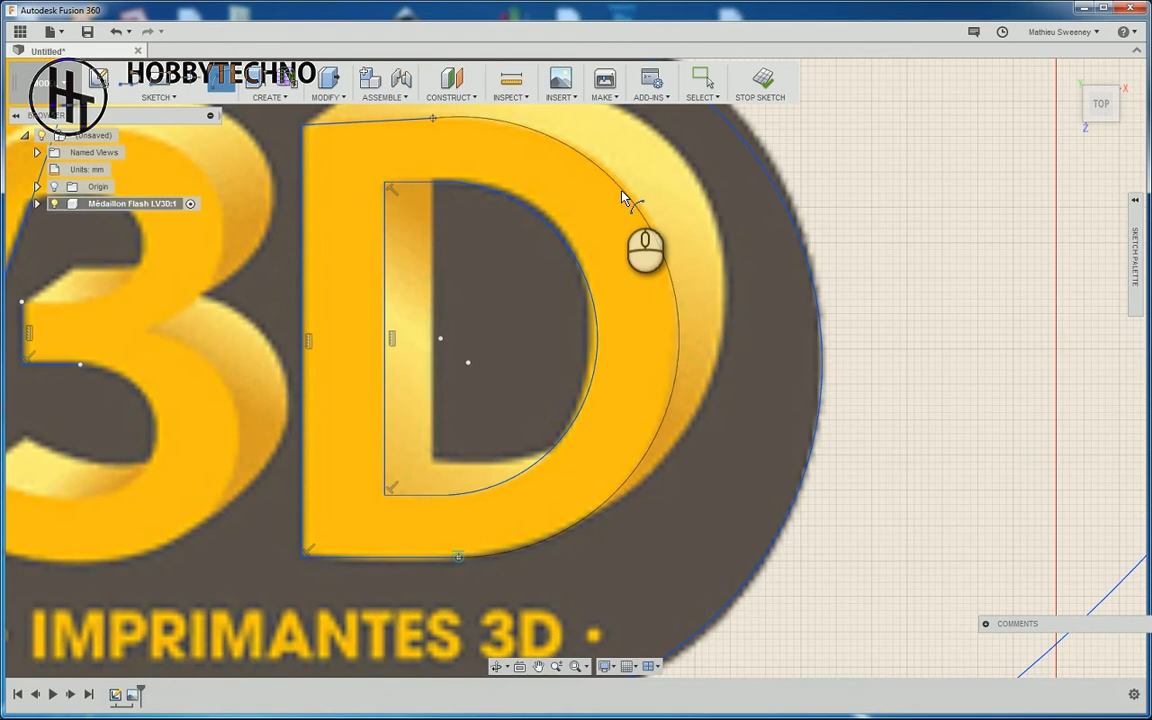 Autodesk Fusion 360
Mathieu Sweeney
Untitled*
HOBBYTECHNO
HT
SKETCH
CREATE
MODIFY
ASSEMBLE
CONSTRUCT
INSPECT
INSERT
MAKE
ADD-INS
SELECT
STOP SKETCH
TOP
X
Z
(Unsaved)
Named Views
Units: mm
Origin
Médaillon Flash LV3D:1
SKETCH PALETTE
3D
IMPRIMANTES 3D •
COMMENTS